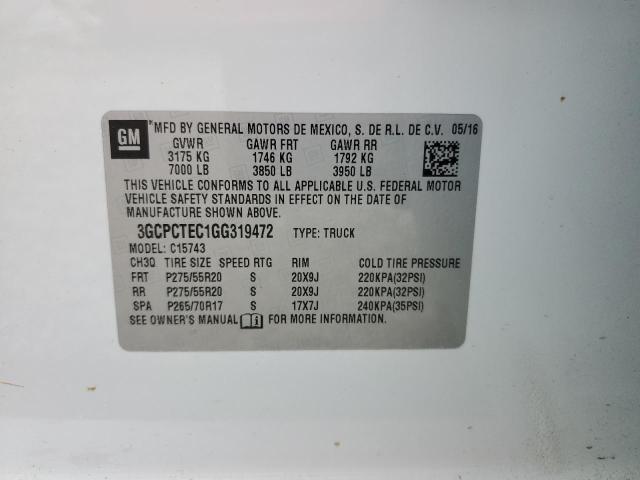 GM
MFD BY GENERAL MOTORS DE MEXICO, S. DE R.L. DE C.V. 05/16
GVWR GAWR FRT GAWR RR
3175 KG 1746 KG 1792 KG
7000 LB 3850 LB 3950 LB
THIS VEHICLE CONFORMS TO ALL APPLICABLE U.S. FEDERAL MOTOR
VEHICLE SAFETY STANDARDS IN EFFECT ON THE DATE OF
MANUFACTURE SHOWN ABOVE.
3GCPCTEC1GG319472 TYPE: TRUCK
MODEL: C15743
CH3Q TIRE SIZE SPEED RTG RIM COLD TIRE PRESSURE
FRT P275/55R20 S 20X9J 220KPA(32PSI)
RR P275/55R20 S 20X9J 220KPA(32PSI)
SPA P265/70R17 S 17X7J 240KPA(35PSI)
SEE OWNER'S MANUAL FOR MORE INFORMATION.